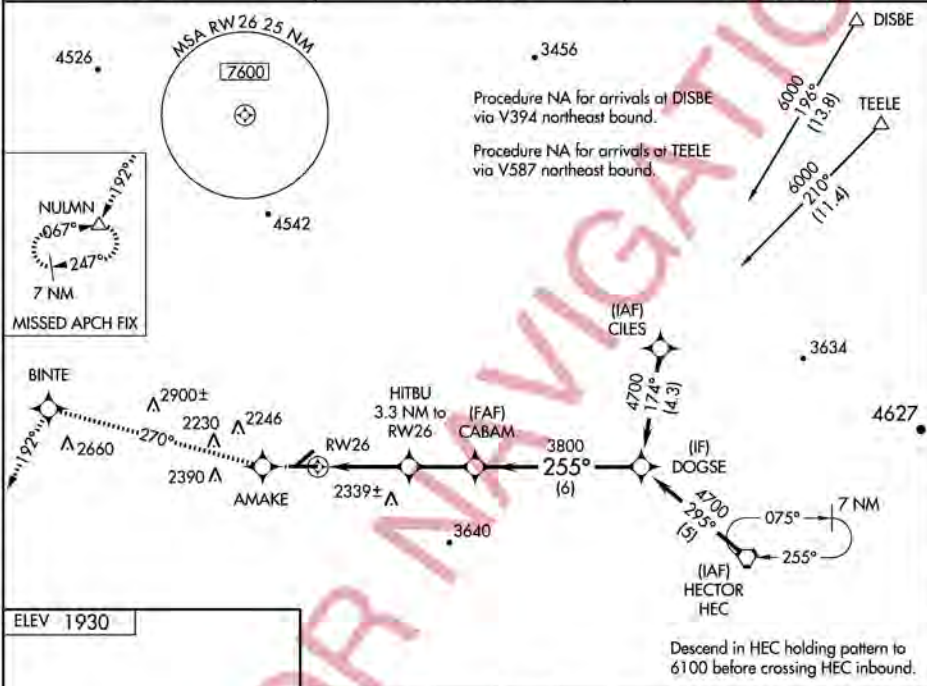 MSA RW26 25 NM
7600
4526
3456
DISBE
6000
196°
(13.8)
TEELE
6000
210°
(11.4)
Procedure NA for arrivals at DISBE
via V394 northeast bound.
Procedure NA for arrivals at TEELE
via V587 northeast bound.
192°
NULMN
067°
247°
7 NM
MISSED APCH FIX
4542
(IAF)
CILES
4700
174°
(4.3)
3634
4627
BINTE
2900±
2230
2246
270°
192°
2660
2390
AMAKE
RW26
HITBU
3.3 NM to
RW26
(FAF)
CABAM
3800
255°
(6)
(IF)
DOGSE
2339±
3640
4700
295°
(5)
075°
7 NM
255°
(IAF)
HECTOR
HEC
ELEV 1930
Descend in HEC holding pattern to
6100 before crossing HEC inbound.
OR NAVIGATIO